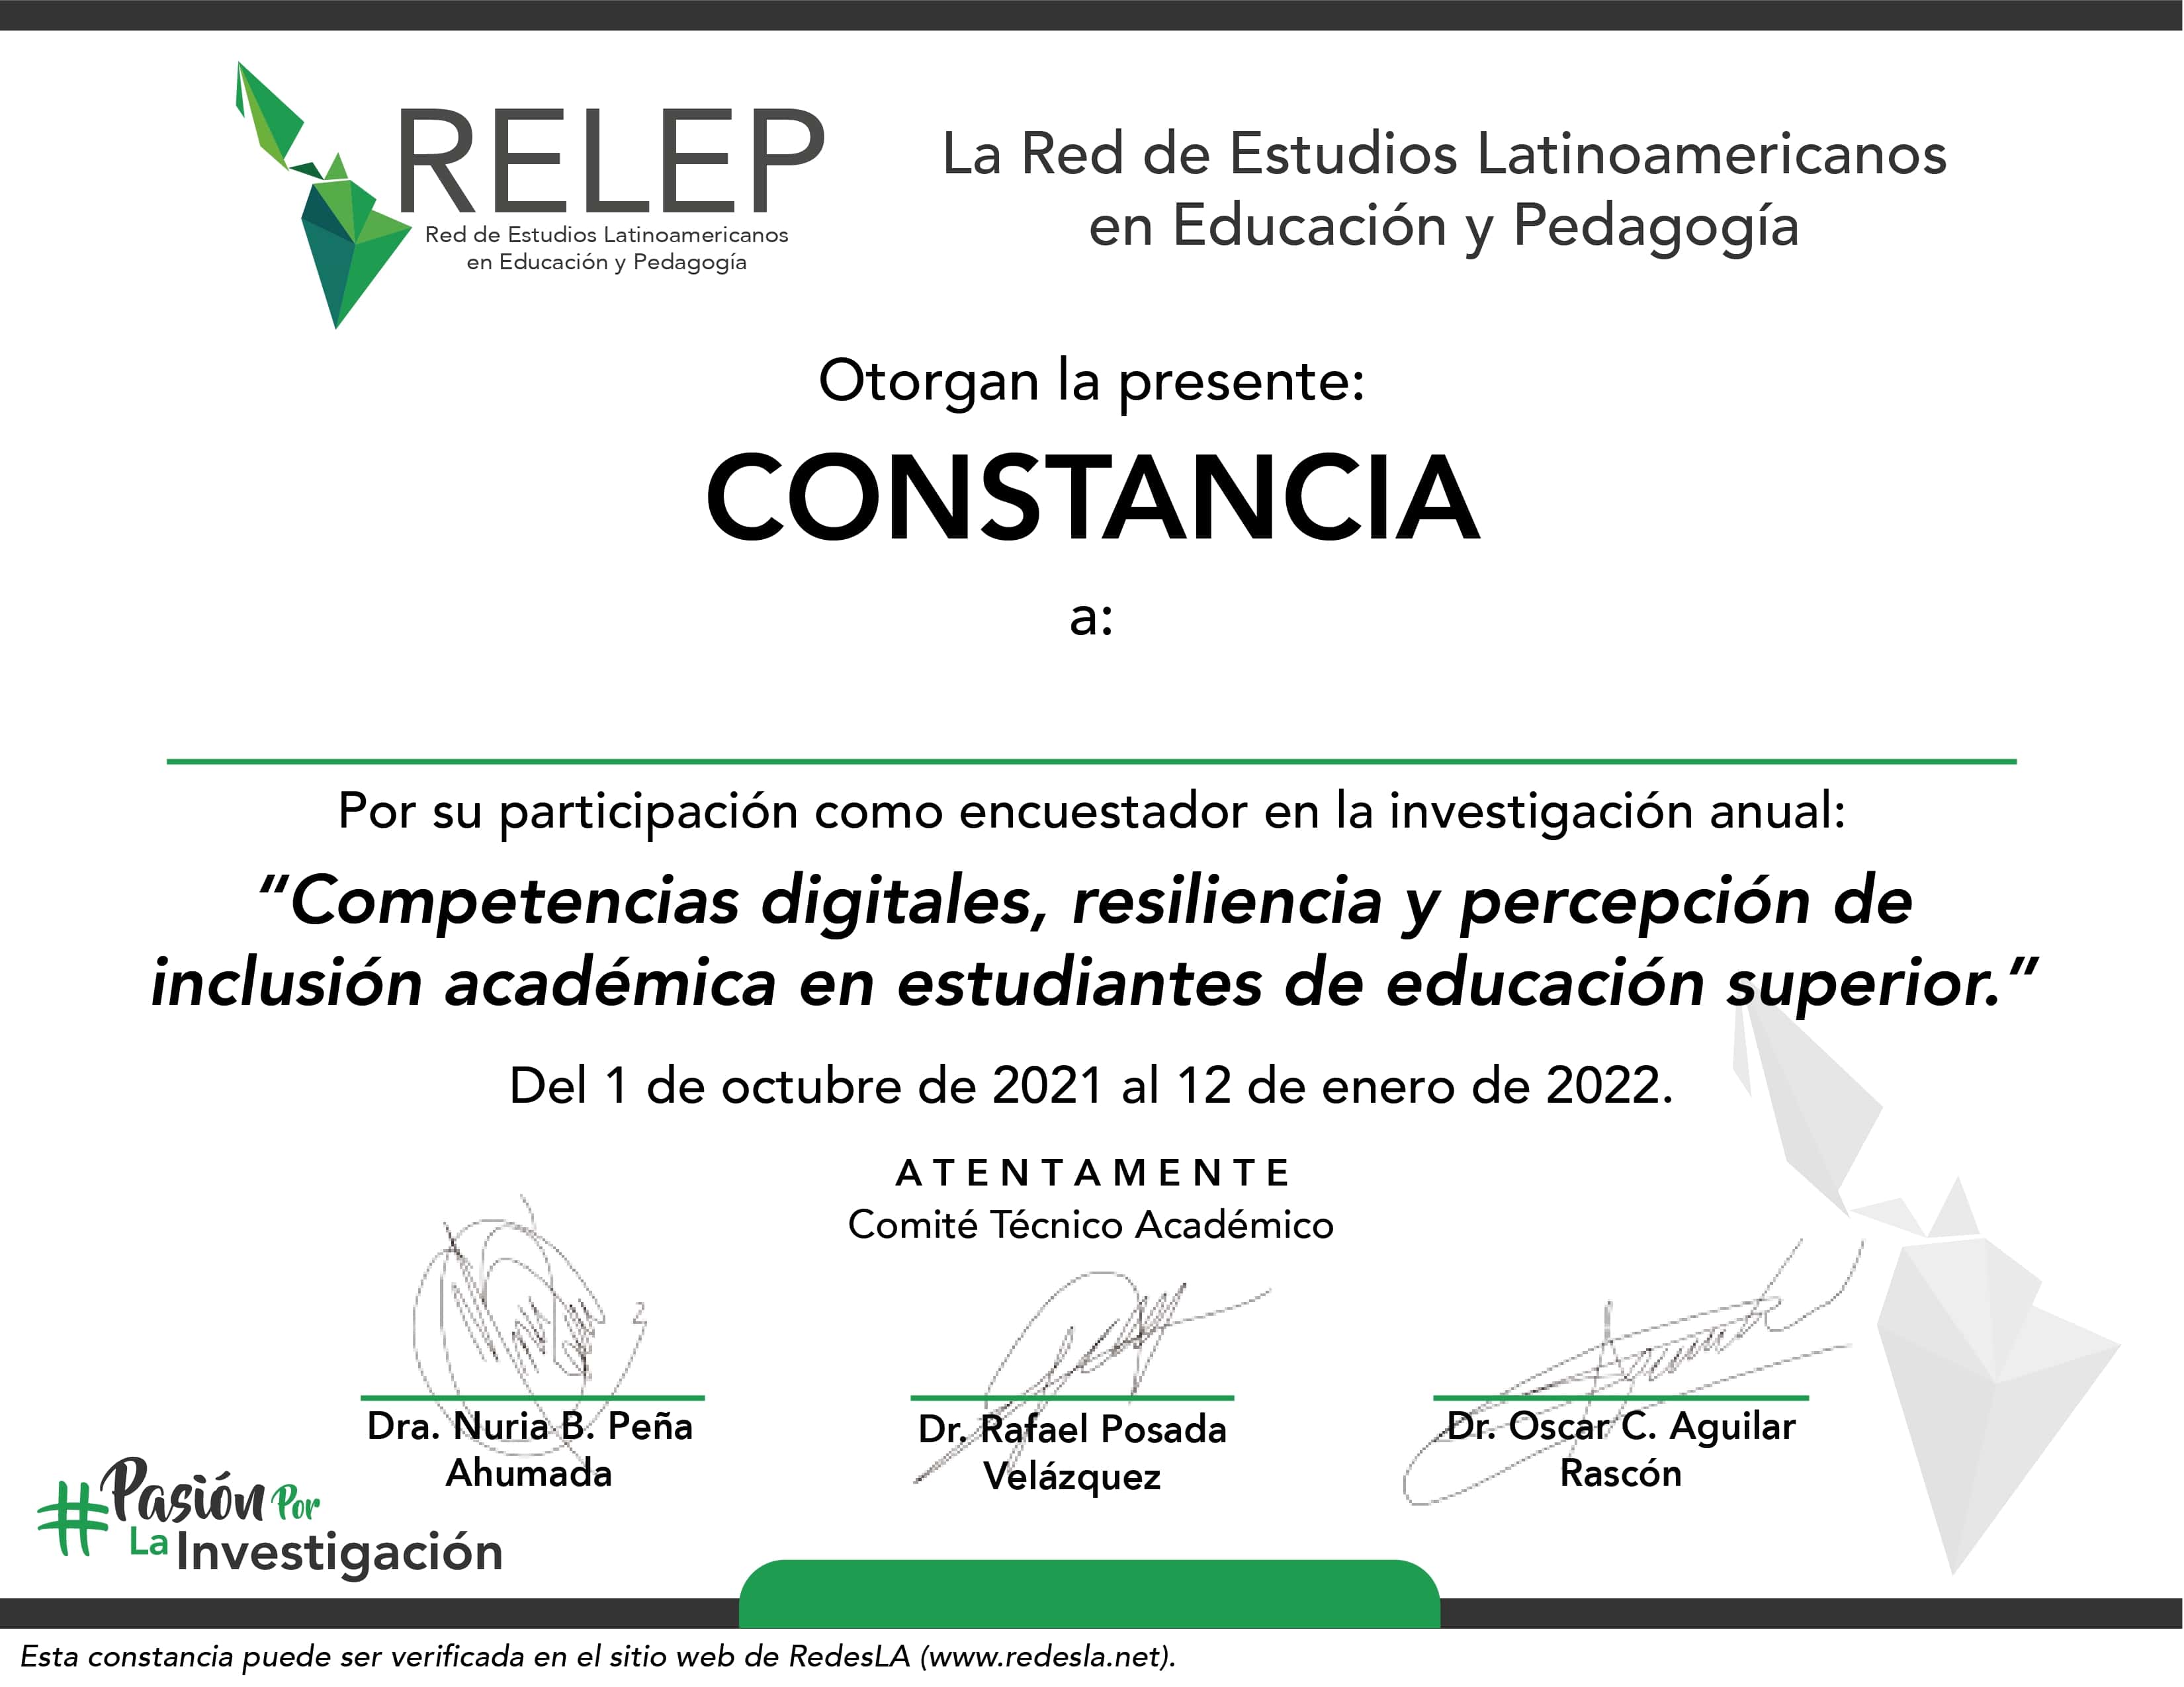 RELEP
Red de Estudios Latinoamericanos
en Educación y Pedagogía
La Red de Estudios Latinoamericanos
en Educación y Pedagogía
Otorgan la presente:
CONSTANCIA
a:
Por su participación como encuestador en la investigación anual:
“Competencias digitales, resiliencia y percepción de
inclusión académica en estudiantes de educación superior.”
Del 1 de octubre de 2021 al 12 de enero de 2022.
ATENTAMENTE
Comité Técnico Académico
Dra. Nuria B. Peña
Ahumada
Dr. Rafael Posada
Velázquez
Dr. Oscar C. Aguilar
Rascón
#Pasión Por
La Investigación
Esta constancia puede ser verificada en el sitio web de RedesLA (www.redesla.net).